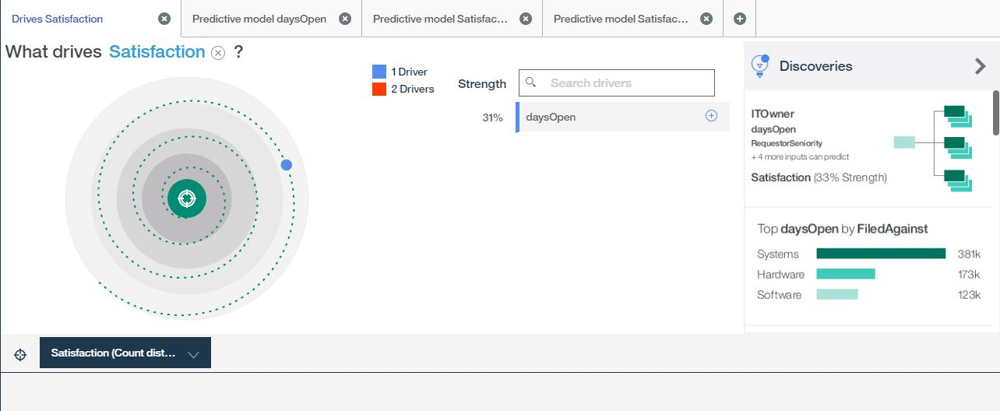 Drives Satisfaction
Predictive model daysOpen
Predictive model Satisfac...
Predictive model Satisfac...
What drives Satisfaction ?
1 Driver
2 Drivers
Strength
Search drivers
31%
daysOpen
Discoveries
ITOwner
daysOpen
RequestorSeniority
+ 4 more inputs can predict
Satisfaction (33% Strength)
Top daysOpen by FiledAgainst
Systems 381k
Hardware 173k
Software 123k
Satisfaction (Count dist...